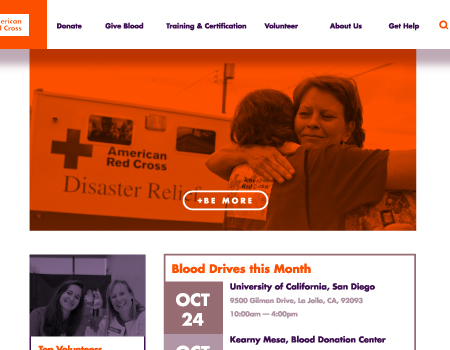 American
Red Cross
Donate Give Blood Training & Certification Volunteer About Us Get Help
American
Red Cross
Disaster Relief
+BE MORE
Blood Drives this Month
OCT
24
University of California, San Diego
9500 Gilman Drive, La Jolla, CA, 92093
10:00am — 4:00pm
Top Volunteers
OCT
Kearny Mesa, Blood Donation Center